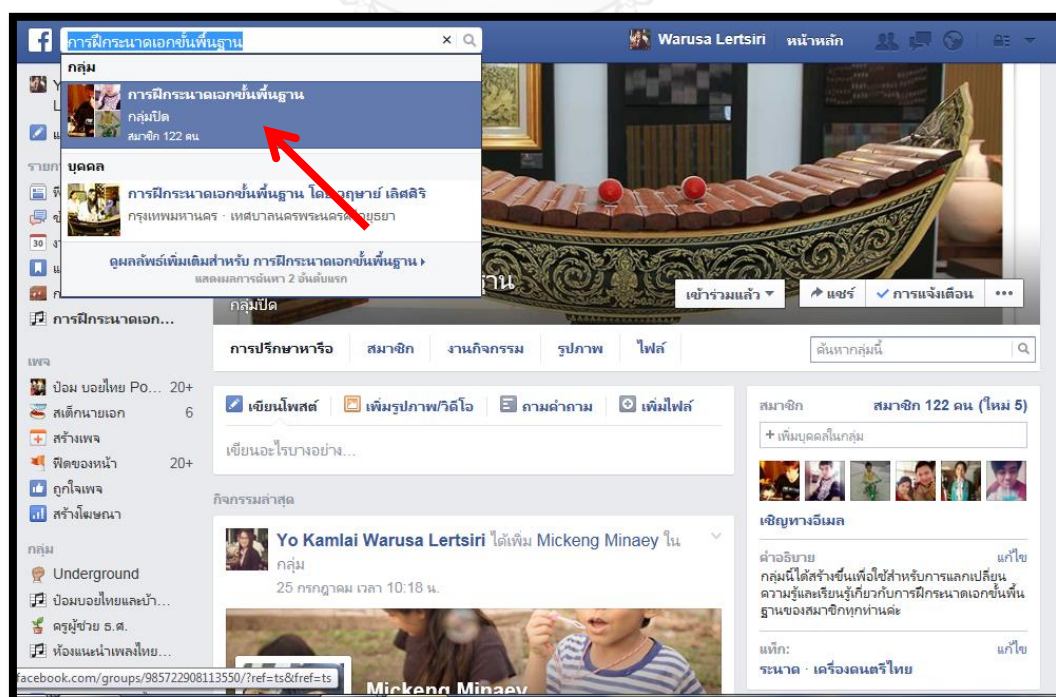 การฝึกระนาดเอกขั้นพื้นฐาน
Warusa Lertsiri หน้าหลัก
กลุ่ม
การฝึกระนาดเอกขั้นพื้นฐาน
กลุ่มปิด
สมาชิก 122 คน
บุคคล
การฝึกระนาดเอกขั้นพื้นฐาน
เลิศศิริ
กรุงเทพมหานคร
ดูผลลัพธ์เพิ่มเติมสำหรับ การฝึกระนาดเอกขั้นพื้นฐาน
แสดงผลการค้นหา 2 อันดับแรก
30
การฝึกระนาดเอก...
กลุ่มปิด
เข้าร่วมแล้ว
แชร์
การแจ้งเตือน
การปรึกษาหารือ
สมาชิก
งานกิจกรรม
รูปภาพ
ไฟล์
ค้นหากลุ่มนี้
เพจ
ป๋อม บอยไทย Po... 20+
สเต็กนายเอก 6
สร้างเพจ
ฟีดของหน้า 20+
ถูกใจเพจ
สร้างโฆษณา
กลุ่ม
Underground
ป๋อมบอยไทยและบ้า...
ครูผู้ช่วย ธ.ศ.
ห้องแนะนำเพลงไทย...
facebook.com/groups/985722908113550/?ref=ts&fref=ts
เขียนโพสต์
เพิ่มรูปภาพ/วิดีโอ
ถามคำถาม
เพิ่มไฟล์
เขียนอะไรบางอย่าง...
กิจกรรมล่าสุด
Yo Kamlai Warusa Lertsiri ได้เพิ่ม Mickeng Minaey ใน
กลุ่ม
25 กรกฎาคม เวลา 10:18 น.
Mickeng Minaey
สมาชิก
สมาชิก 122 คน (ใหม่ 5)
+ เพิ่มบุคคลในกลุ่ม
เชิญทางอีเมล
คำอธิบาย แก้ไข
กลุ่มนี้ได้สร้างขึ้นเพื่อใช้สำหรับการแลกเปลี่ยน
ความรู้และเรียนรู้เกี่ยวกับการฝึกระนาดเอกขั้นพื้น
ฐานของสมาชิกทุกท่านค่ะ
แท็ก: แก้ไข
ระนาด · เครื่องดนตรีไทย